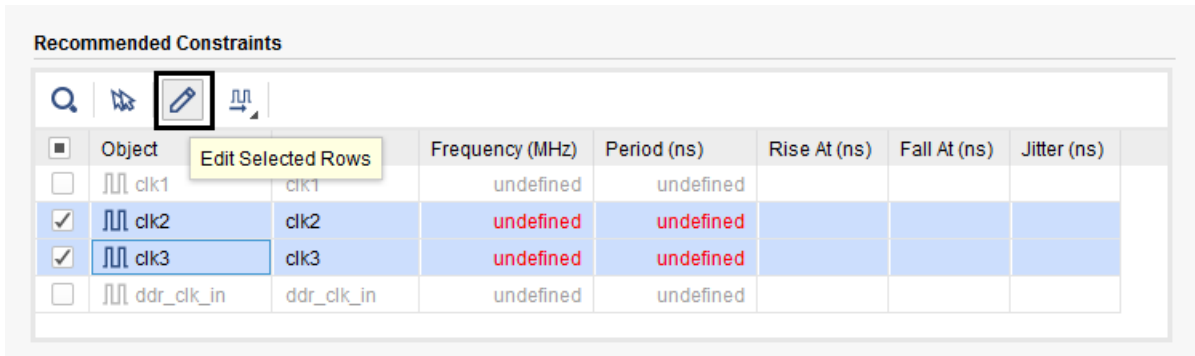 Recommended Constraints
Object Frequency (MHz) Period (ns) Rise At (ns) Fall At (ns) Jitter (ns)
Edit Selected Rows
clk1 clk1 undefined undefined
clk2 clk2 undefined undefined
clk3 clk3 undefined undefined
ddr_clk_in ddr_clk_in undefined undefined